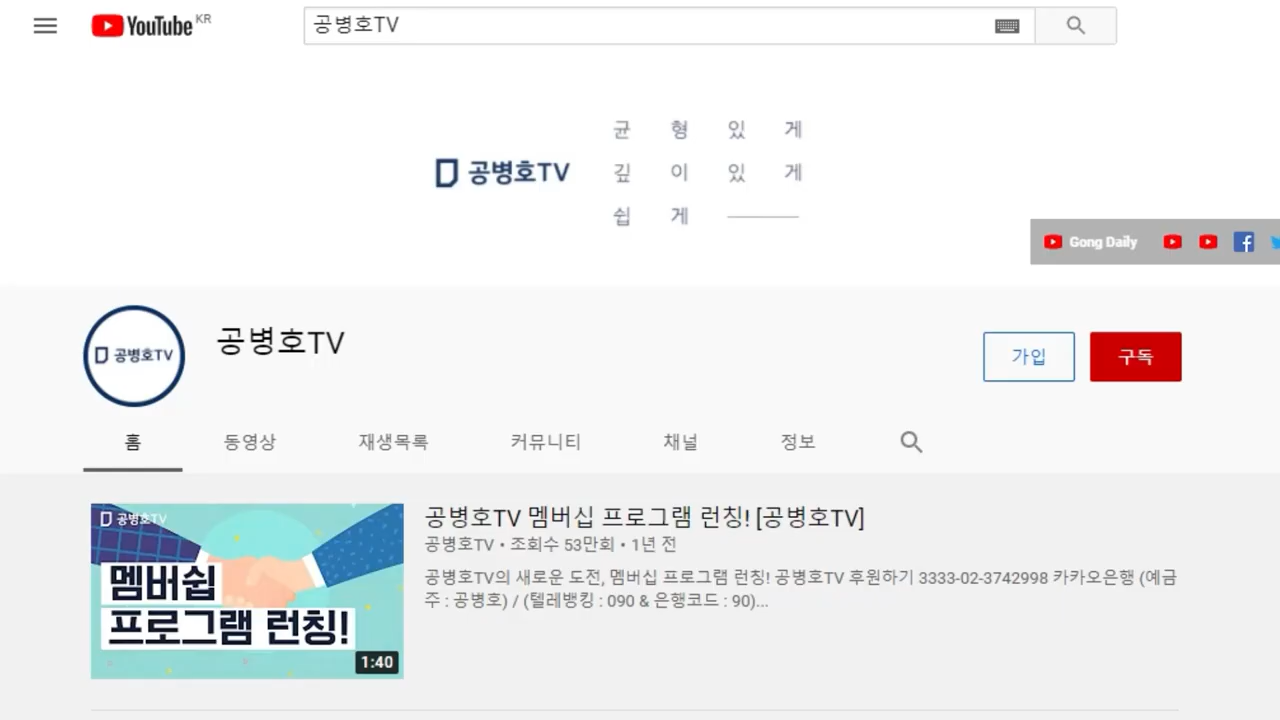 YouTube KR
공병호TV
균 형 있 게
공병호TV
깊 이 있 게
쉽 게
Gong Daily
공병호TV
공병호TV
가입
구독
홈
동영상
재생목록
커뮤니티
채널
정보
공병호TV
멤버쉽
프로그램 런칭!
1:40
공병호TV 멤버십 프로그램 런칭! [공병호TV]
공병호TV • 조회수 53만회 • 1년 전
공병호TV의 새로운 도전, 멤버십 프로그램 런칭! 공병호TV 후원하기 3333-02-3742998 카카오은행 (예금
주 : 공병호) / (텔레뱅킹 : 090 & 은행코드 : 90)...